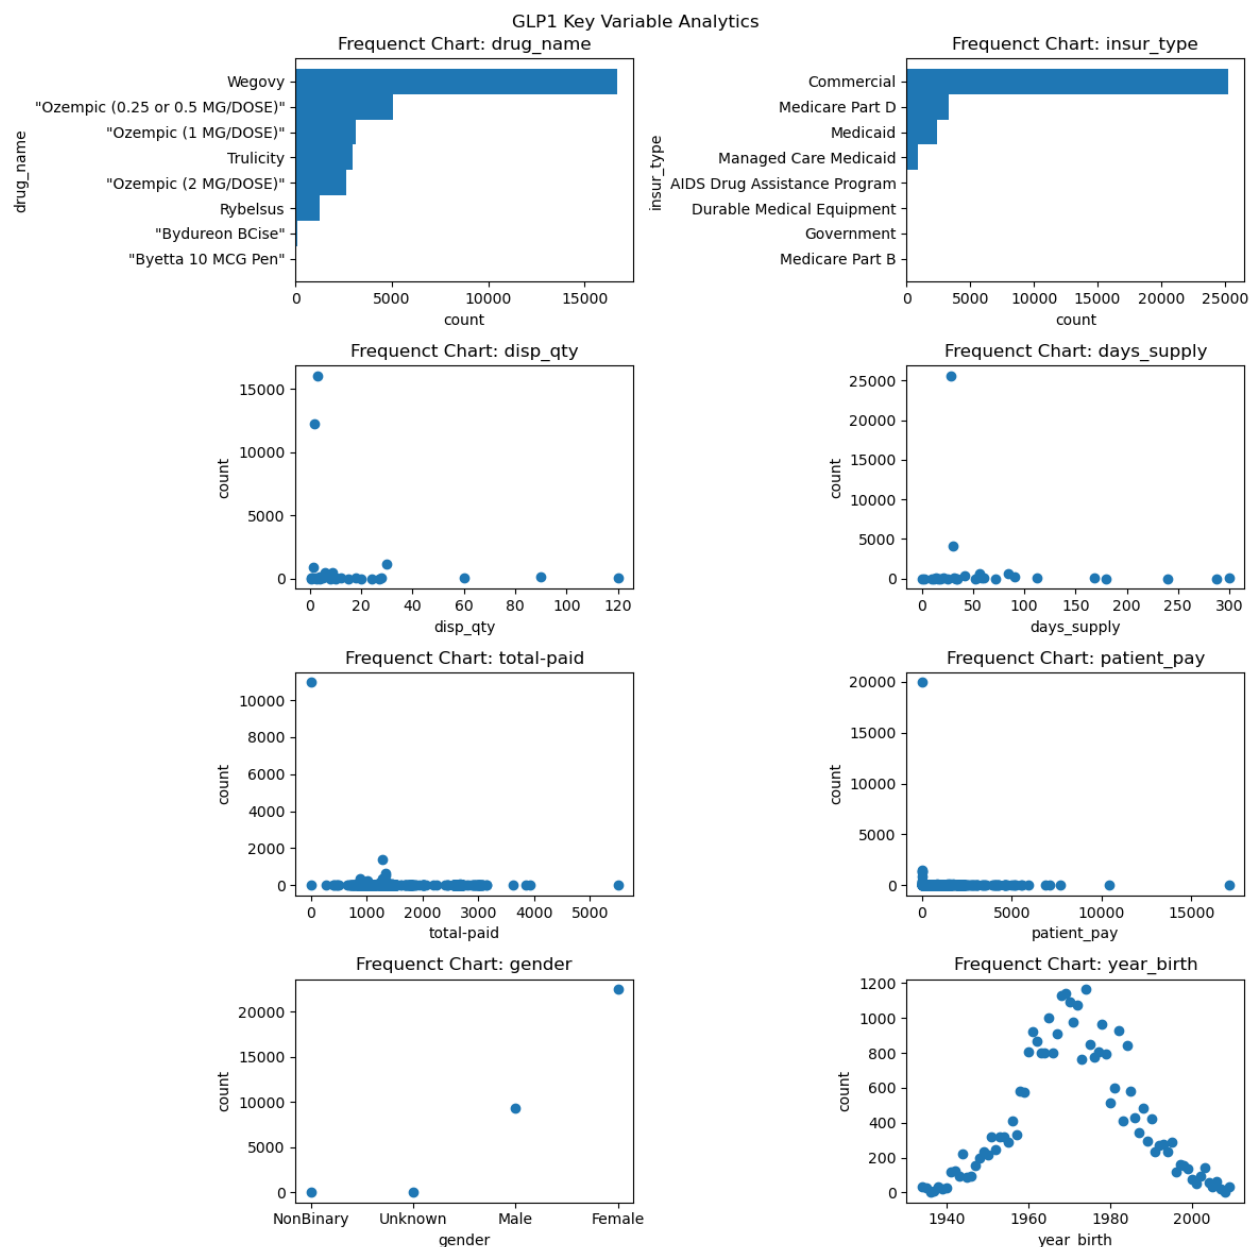 GLP1 Key Variable Analytics
Frequenct Chart: drug_name
drug_name
Wegovy
"Ozempic (0.25 or 0.5 MG/DOSE)"
"Ozempic (1 MG/DOSE)"
Trulicity
"Ozempic (2 MG/DOSE)"
Rybelsus
"Bydureon BCise"
"Byetta 10 MCG Pen"
0 5000 10000 15000
count
Frequenct Chart: insur_type
insur_type
Commercial
Medicare Part D
Medicaid
Managed Care Medicaid
AIDS Drug Assistance Program
Durable Medical Equipment
Government
Medicare Part B
0 5000 10000 15000 20000 25000
count
Frequenct Chart: disp_qty
count
15000
10000
5000
0
0 20 40 60 80 100 120
disp_qty
Frequenct Chart: days_supply
count
25000
20000
15000
10000
5000
0
0 50 100 150 200 250 300
days_supply
Frequenct Chart: total-paid
count
10000
8000
6000
4000
2000
0
0 1000 2000 3000 4000 5000
total-paid
Frequenct Chart: patient_pay
count
20000
15000
10000
5000
0
0 5000 10000 15000
patient_pay
Frequenct Chart: gender
count
20000
15000
10000
5000
0
NonBinary Unknown Male Female
gender
Frequenct Chart: year_birth
count
1200
1000
800
600
400
200
0
1940 1960 1980 2000
year_birth